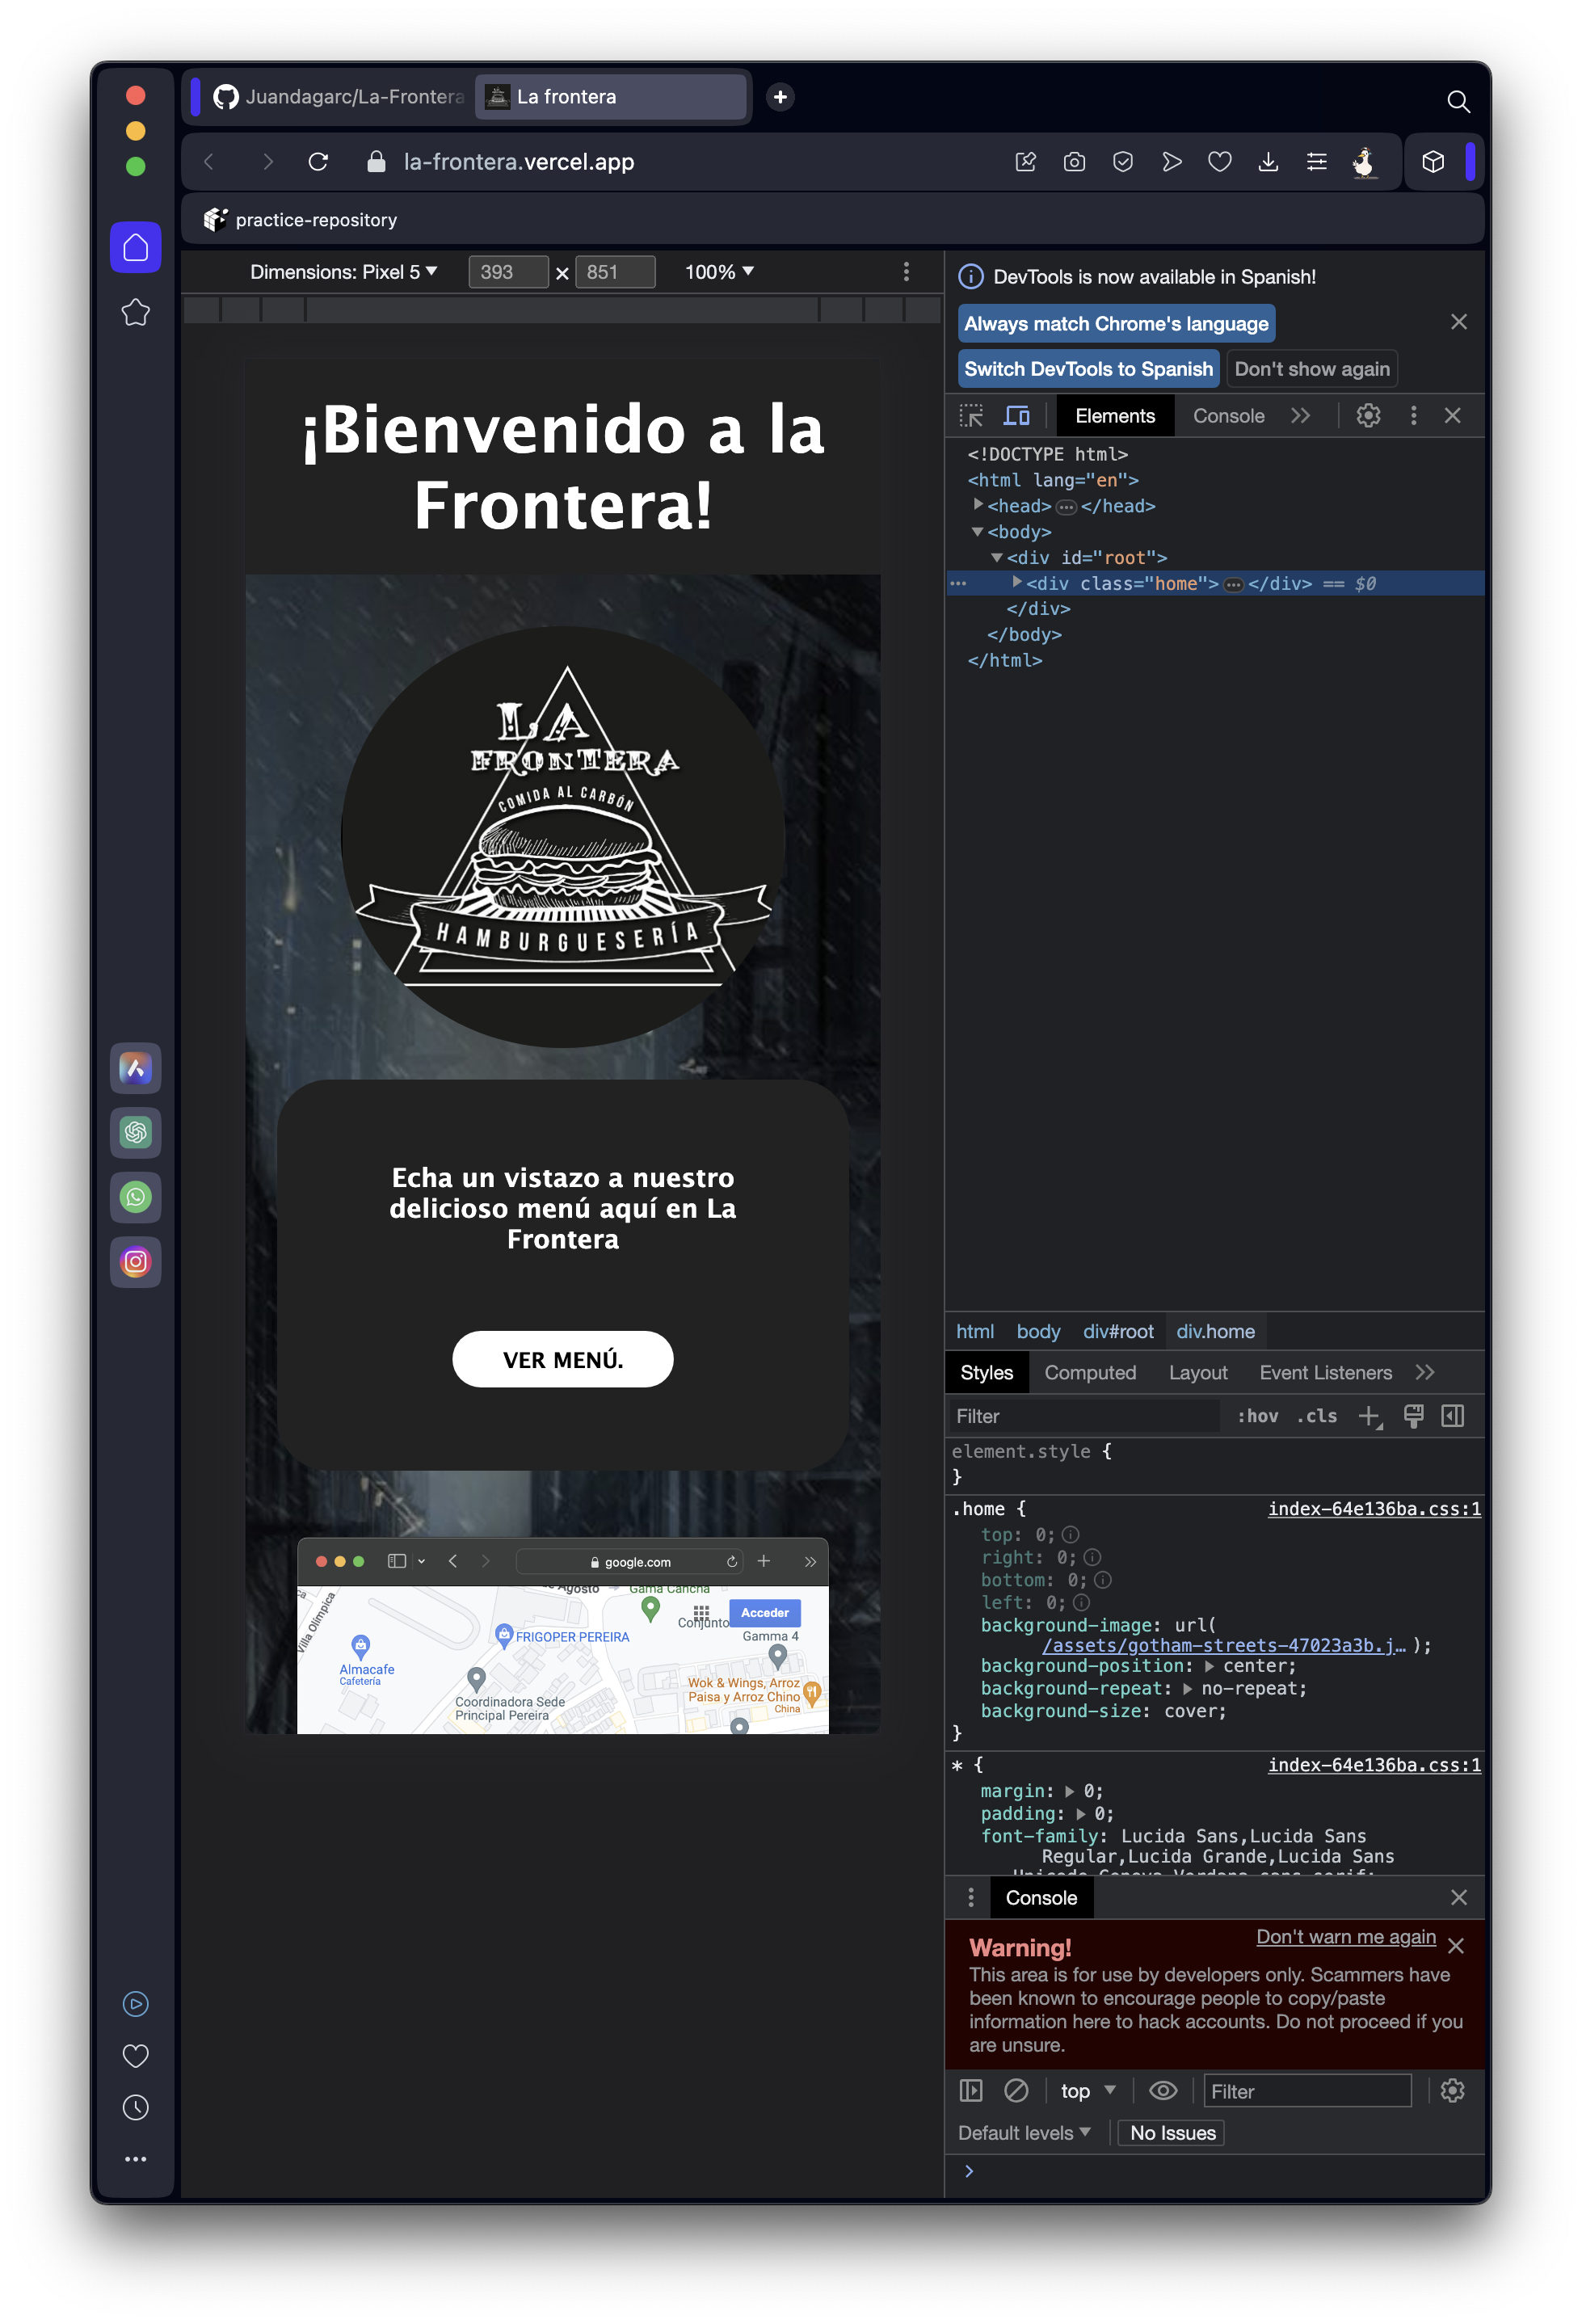 Juandagarc/La-Frontera
La frontera
la-frontera.vercel.app
practice-repository
Dimensions: Pixel 5
393 × 851
100%
¡Bienvenido a la
Frontera!
LA
FRONTERA
COMIDA AL CARBÓN
HAMBURGUESERÍA
Echa un vistazo a nuestro
delicioso menú aquí en La
Frontera
VER MENÚ.
google.com
Villa Olimpica
Gama Cancha
Conjunto
Gamma 4
Acceder
FRIGOPER PEREIRA
Almacafe
Cafetería
Coordinadora Sede
Principal Pereira
Wok & Wings, Arroz
Paisa y Arroz Chino
China
DevTools is now available in Spanish!
Always match Chrome's language
Switch DevTools to Spanish
Don't show again
Elements
Console
<!DOCTYPE html>
<html lang="en">
<head>…</head>
<body>
<div id="root">
<div class="home">…</div> == $0
</div>
</body>
</html>
html body div#root div.home
Styles Computed Layout Event Listeners
Filter :hov .cls
element.style {
}
.home { index-64e136ba.css:1
top: 0;
right: 0;
bottom: 0;
left: 0;
background-image: url(
/assets/gotham-streets-47023a3b.j… );
background-position: center;
background-repeat: no-repeat;
background-size: cover;
}
* { index-64e136ba.css:1
margin: 0;
padding: 0;
font-family: Lucida Sans,Lucida Sans
Regular,Lucida Grande,Lucida Sans
Unicode,Geneva,Verdana,sans-serif;
Console
Warning!
Don't warn me again
This area is for use by developers only. Scammers have
been known to encourage people to copy/paste
information here to hack accounts. Do not proceed if you
are unsure.
top
Filter
Default levels
No Issues